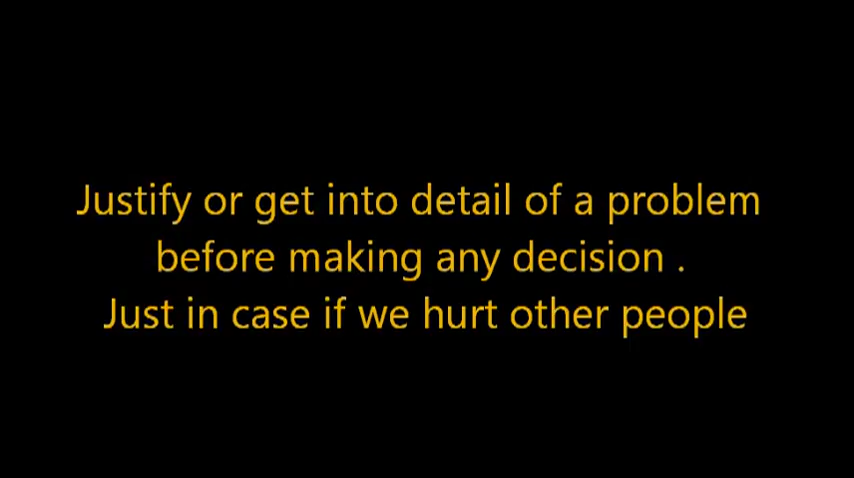 Justify or get into detail of a problem
before making any decision .
Just in case if we hurt other people